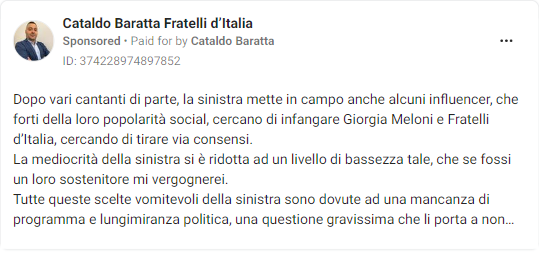 Cataldo Baratta Fratelli d’Italia
Sponsored • Paid for by Cataldo Baratta
ID: 374228974897852
Dopo vari cantanti di parte, la sinistra mette in campo anche alcuni influencer, che
forti della loro popolarità social, cercano di infangare Giorgia Meloni e Fratelli
d’Italia, cercando di tirare via consensi.
La mediocrità della sinistra si è ridotta ad un livello di bassezza tale, che se fossi
un loro sostenitore mi vergognerei.
Tutte queste scelte vomitevoli della sinistra sono dovute ad una mancanza di
programma e lungimiranza politica, una questione gravissima che li porta a non...